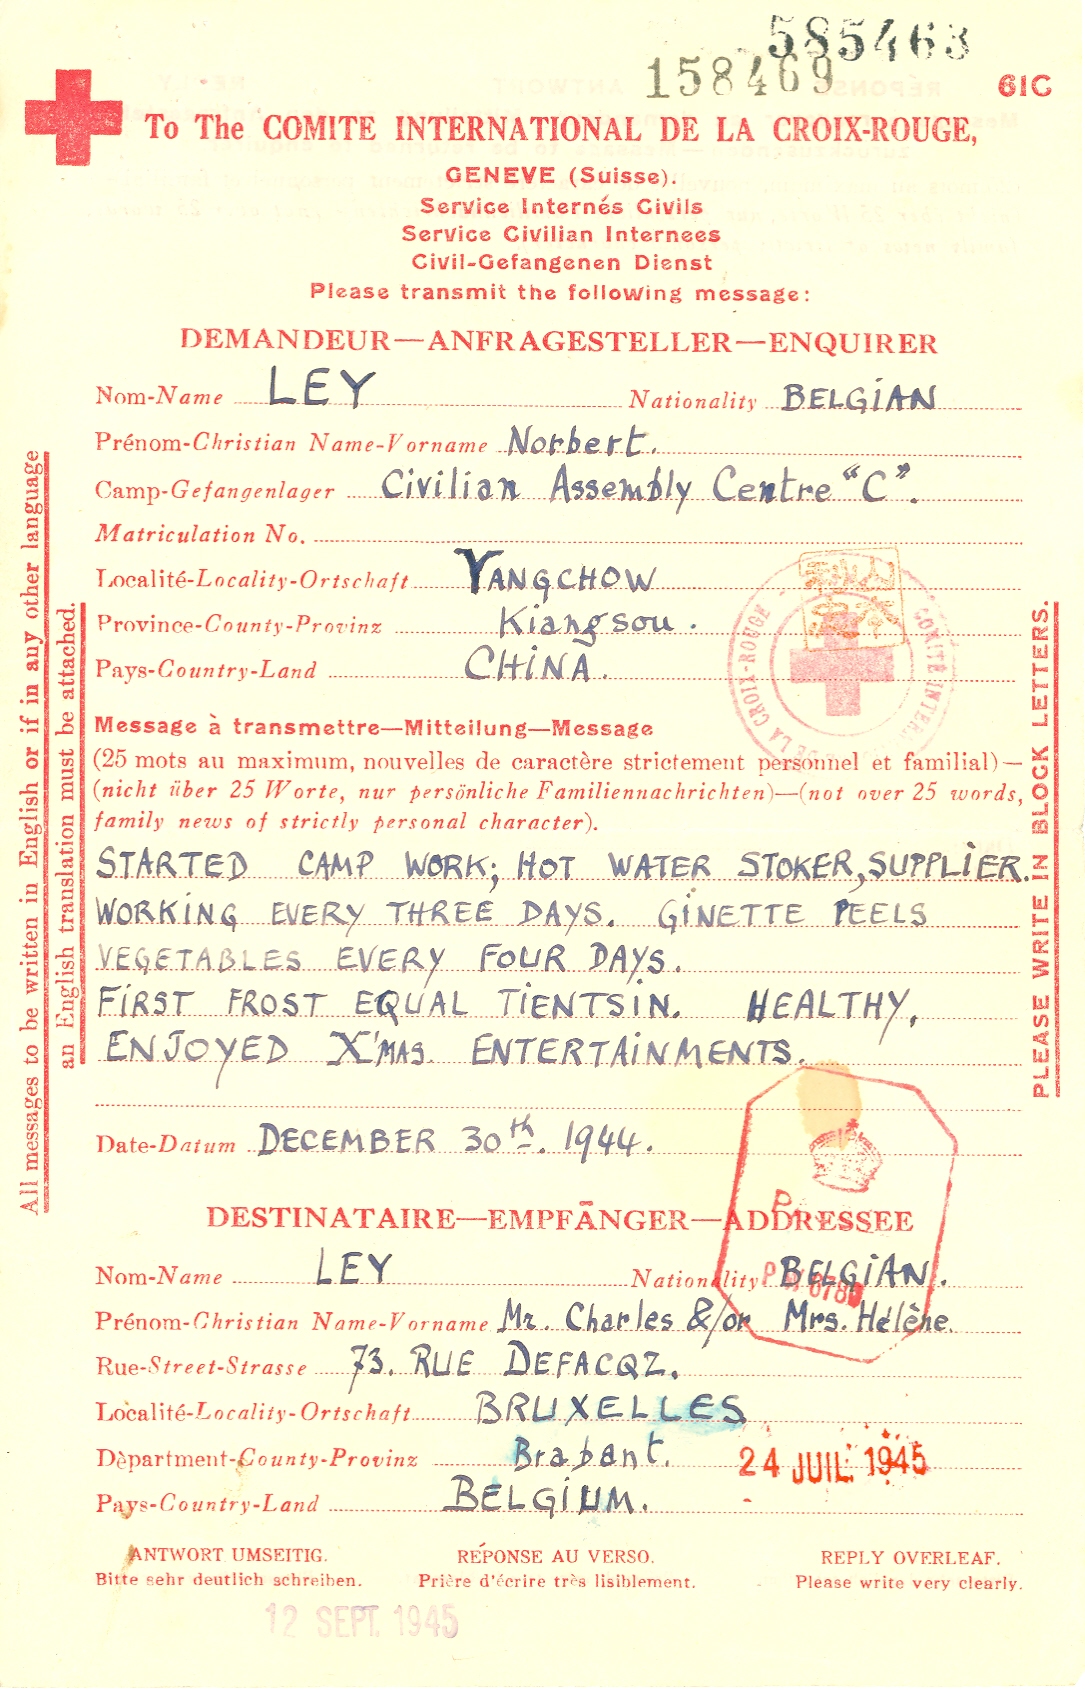 585463
158469
61C
To The COMITE INTERNATIONAL DE LA CROIX-ROUGE,
GENEVE (Suisse).
Service Internés Civils
Service Civilian Internees
Civil-Gefangenen Dienst
Please transmit the following message:
DEMANDEUR—ANFRAGESTELLER—ENQUIRER
Nom-Name LEY Nationality BELGIAN
Prénom-Christian Name-Vorname Norbert.
Camp-Gefangenlager Civilian Assembly Centre "C".
Matriculation No.
Localité-Locality-Ortschaft YANGCHOW
Province-County-Provinz Kiangsou.
Pays-Country-Land CHINA.
COMITÉ INTER. DE LA CROIX-ROUGE
Message à transmettre—Mitteilung—Message
(25 mots au maximum, nouvelles de caractère strictement personnel et familial)—
(nicht über 25 Worte, nur persönliche Familiennachrichten)—(not over 25 words,
family news of strictly personal character).
STARTED CAMP WORK; HOT WATER STOKER, SUPPLIER.
WORKING EVERY THREE DAYS. GINETTE PEELS
VEGETABLES EVERY FOUR DAYS.
FIRST FROST EQUAL TIENTSIN. HEALTHY,
ENJOYED X'MAS ENTERTAINMENTS.
Date-Datum DECEMBER 30th. 1944.
DESTINATAIRE—EMPFÄNGER—ADDRESSEE
Nom-Name LEY Nationality BELGIAN.
Prénom-Christian Name-Vorname Mr. Charles &/or Mrs. Hélène.
Rue-Street-Strasse 73. RUE DEFACQZ.
Localité-Locality-Ortschaft BRUXELLES
Dèpartment-County-Provinz Brabant.
24 JUIL. 1945
Pays-Country-Land BELGIUM.
ANTWORT UMSEITIG. RÉPONSE AU VERSO. REPLY OVERLEAF.
Bitte sehr deutlich schreiben. Prière d'écrire très lisiblement. Please write very clearly.
12 SEPT. 1945
All messages to be written in English or if in any other language
an English translation must be attached.
PLEASE WRITE IN BLOCK LETTERS.